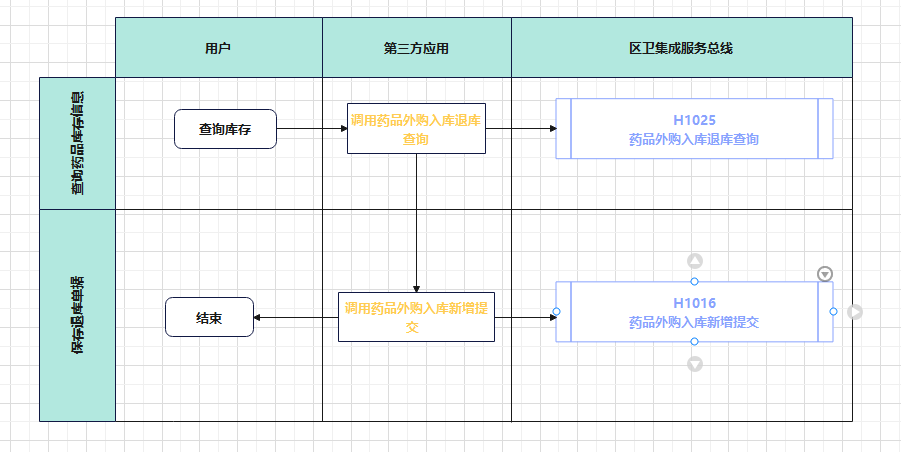 用户
第三方应用
区卫集成服务总线
查询药品库存信息
查询库存
调用药品外购入库退库
查询
H1025
药品外购入库退库查询
保存退库单据
结束
调用药品外购入库新增提
交
H1016
药品外购入库新增提交